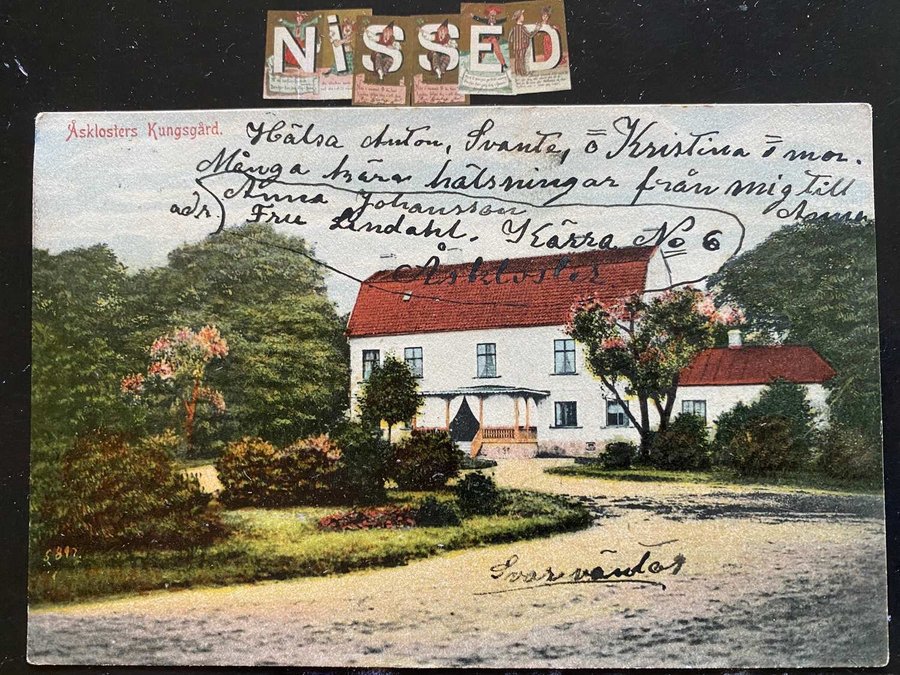 NISSED
Åsklosters Kungsgård.
Hälsa Anton, Svante, o Kristina o mor.
Många kära hälsningar från mig till
Anna
Anna Johansson
adr Fru Lindahl. Kärra No 6
Åskloster
Svar väntas